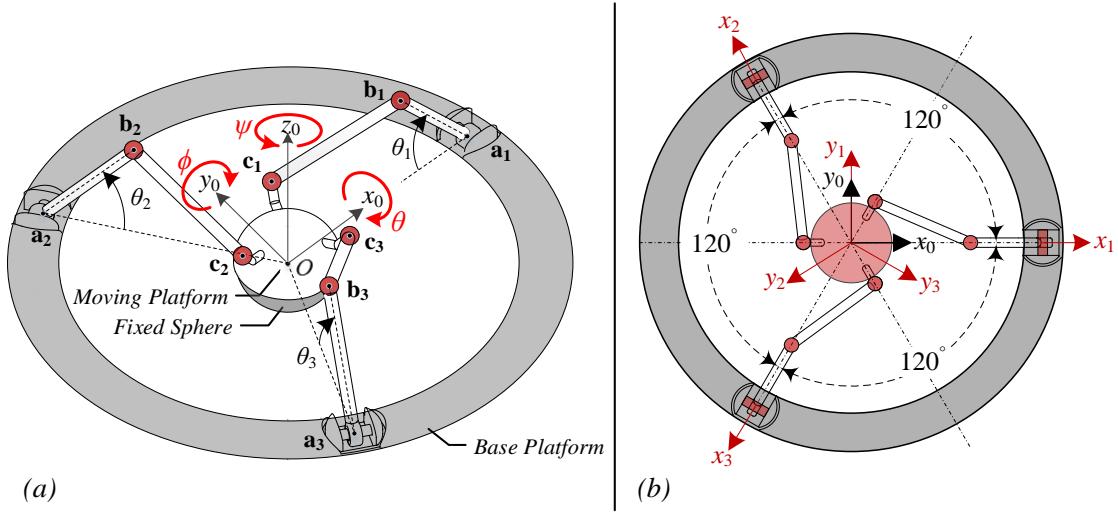 b₁
z₀
ψ
b₂
a₁
θ₁
c₁
ϕ
y₀
x₀
θ₂
θ
a₂
c₃
c₂
O
b₃
Moving Platform
Fixed Sphere
θ₃
a₃
Base Platform
(a)
x₂
120°
y₁
y₀
120°
x₀
x₁
y₂
y₃
120°
x₃
(b)